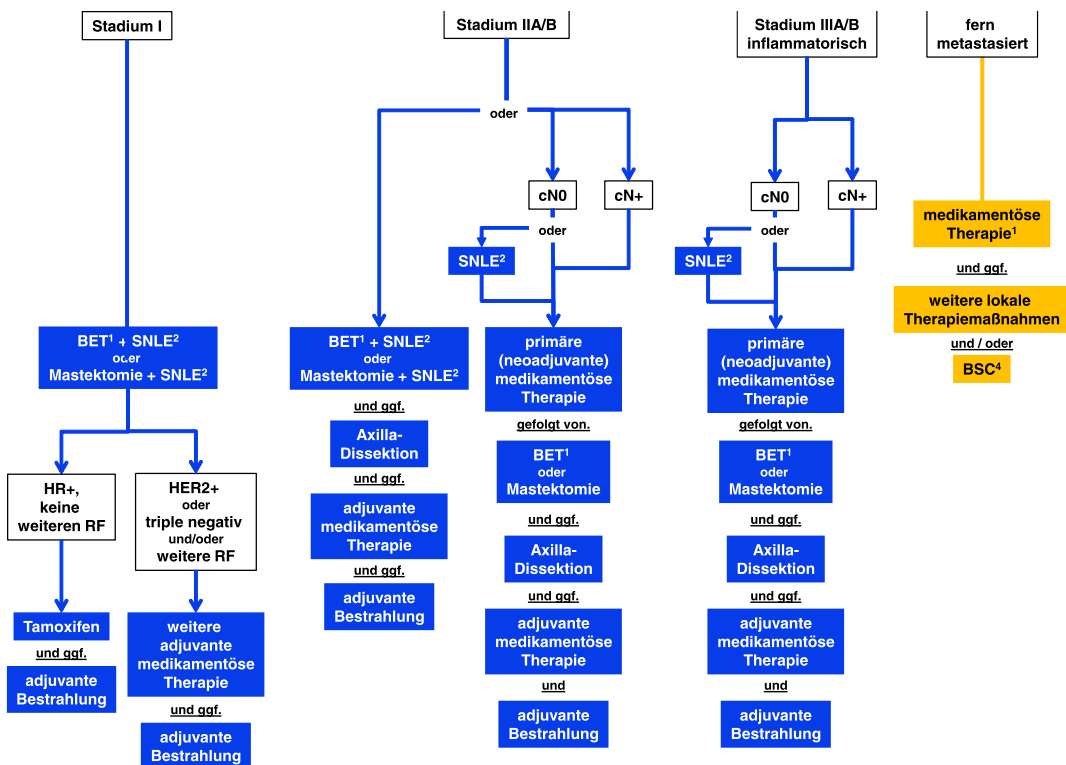 Stadium I
BET¹ + SNLE²
oder
Mastektomie + SNLE²
HR+,
keine
weiteren RF
Tamoxifen
und ggf.
adjuvante
Bestrahlung
HER2+
oder
triple negativ
und/oder
weitere RF
weitere
adjuvante
medikamentöse
Therapie
und ggf.
adjuvante
Bestrahlung
Stadium IIA/B
oder
BET¹ + SNLE²
oder
Mastektomie + SNLE²
und ggf.
Axilla-
Dissektion
und ggf.
adjuvante
medikamentöse
Therapie
und ggf.
adjuvante
Bestrahlung
cN0
cN+
oder
SNLE²
primäre
(neoadjuvante)
medikamentöse
Therapie
gefolgt von.
BET¹
oder
Mastektomie
und ggf.
Axilla-
Dissektion
und ggf.
adjuvante
medikamentöse
Therapie
und
adjuvante
Bestrahlung
Stadium IIIA/B
inflammatorisch
cN0
cN+
oder
SNLE²
primäre
(neoadjuvante)
medikamentöse
Therapie
gefolgt von.
BET¹
oder
Mastektomie
und ggf.
Axilla-
Dissektion
und ggf.
adjuvante
medikamentöse
Therapie
und
adjuvante
Bestrahlung
fern
metastasiert
medikamentöse
Therapie¹
und ggf.
weitere lokale
Therapiemaßnahmen
und / oder
BSC⁴